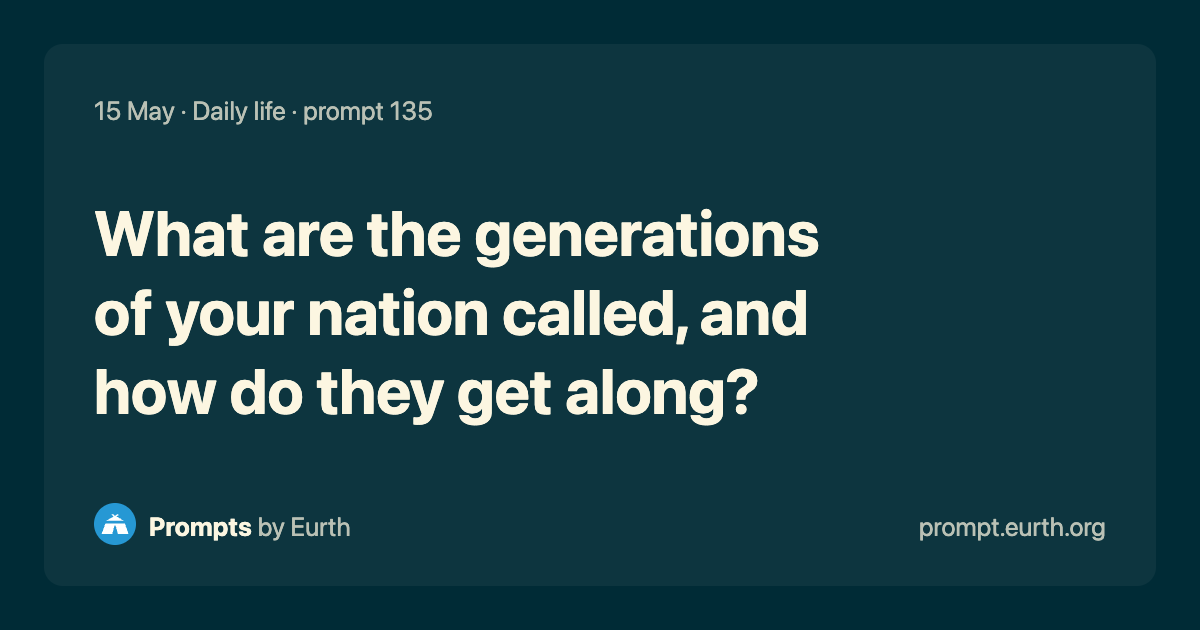 15 May · Daily life · prompt 135
What are the generations
of your nation called, and
how do they get along?
Prompts by Eurth
prompt.eurth.org